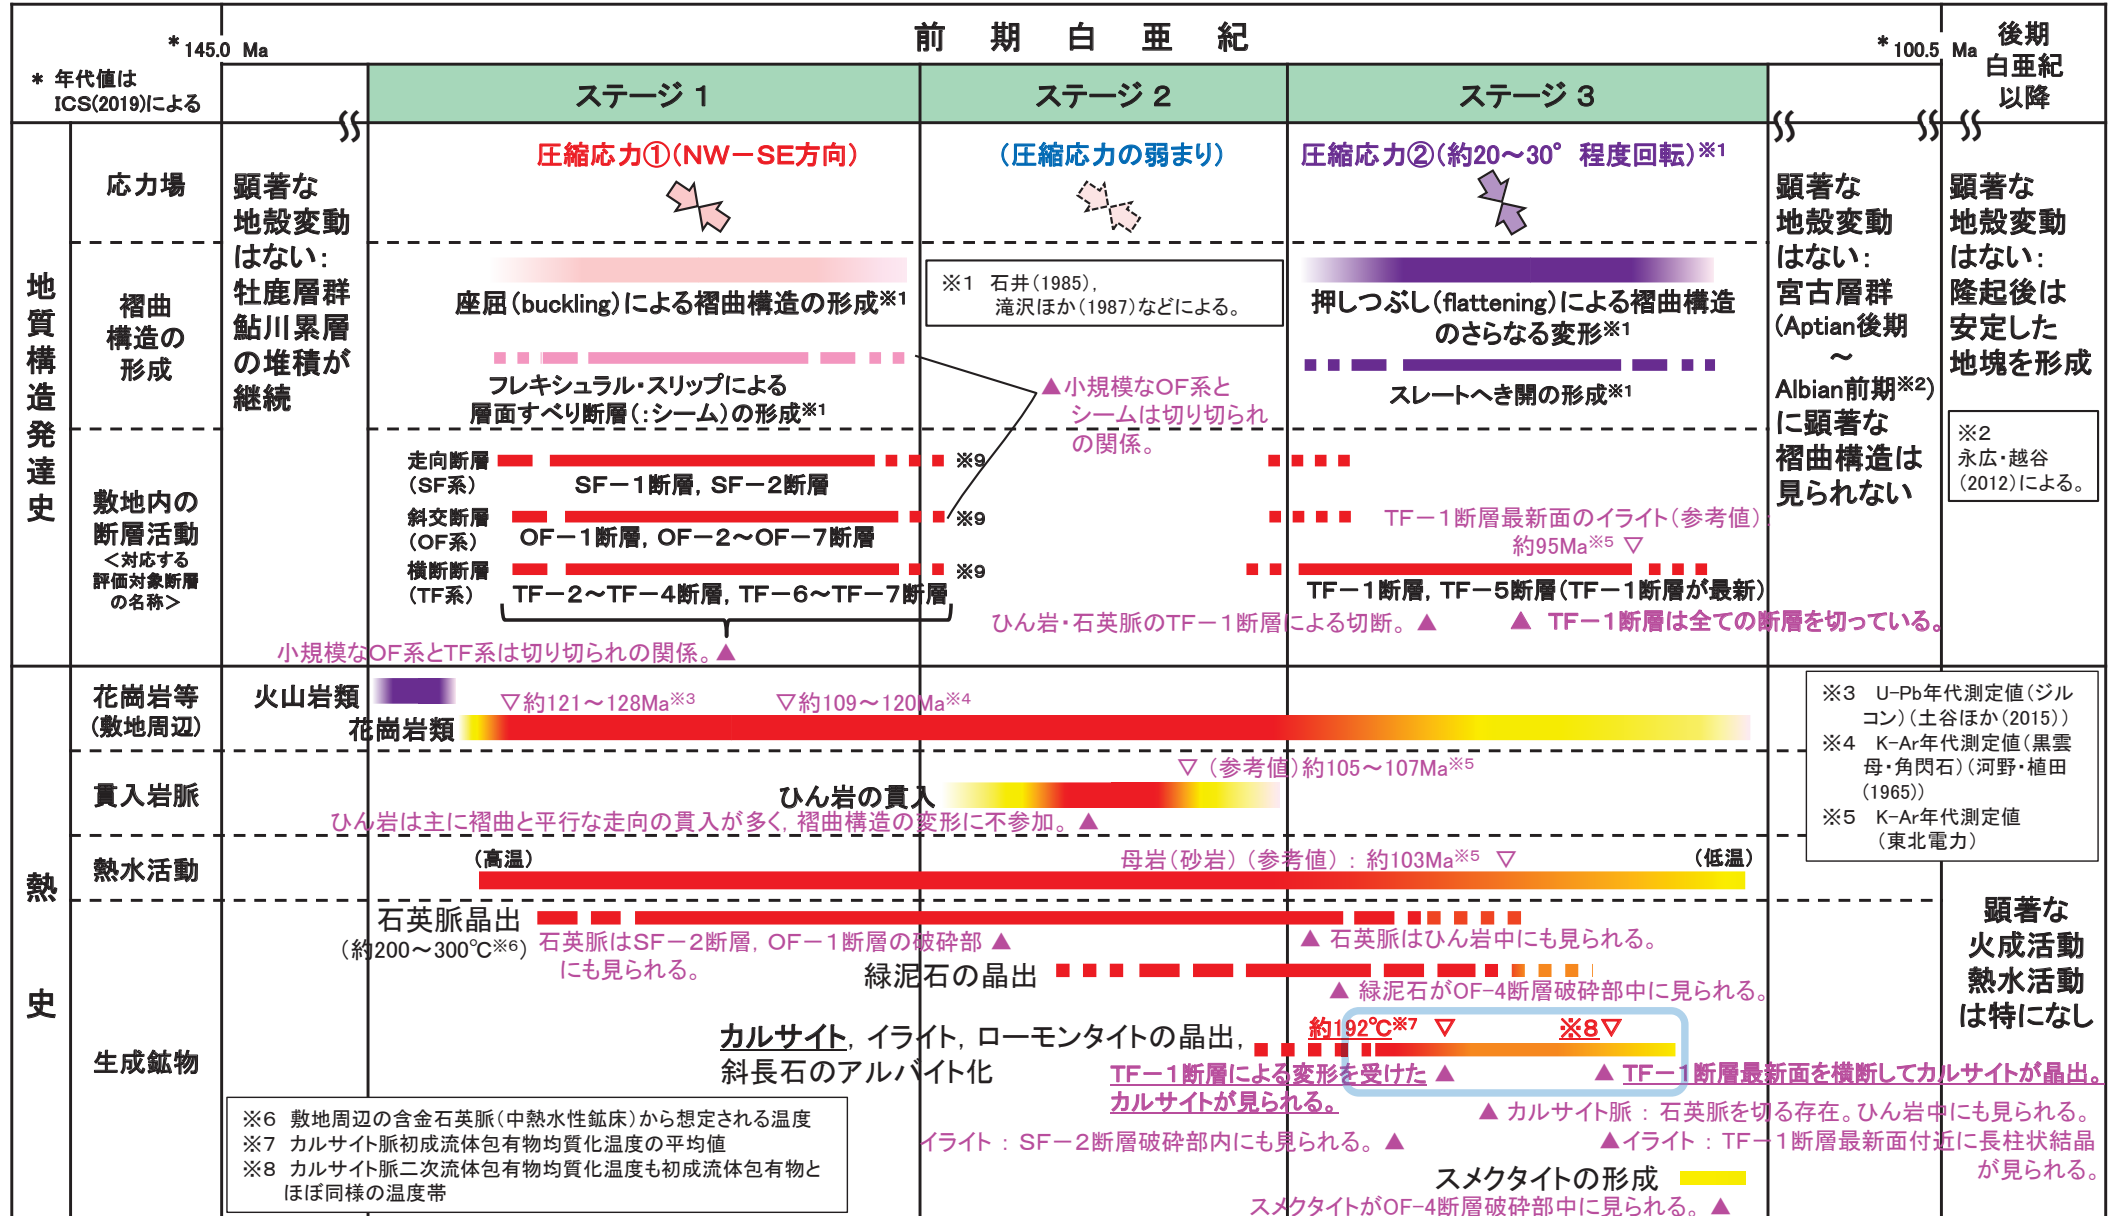 前 期 白 亜 紀
後期
白亜紀
以降
* 145.0 Ma
* 100.5 Ma
* 年代値は
ICS(2019)による
ステージ 1
ステージ 2
ステージ 3
地質構造発達史
応力場
顕著な
地殻変動
はない:
牡鹿層群
鮎川累層
の堆積が
継続
圧縮応力①(NW-SE方向)
(圧縮応力の弱まり)
圧縮応力②(約20~30°程度回転)※1
顕著な
地殻変動
はない:
宮古層群
(Aptian後期
~
Albian前期※2)
に顕著な
褶曲構造は
見られない
顕著な
地殻変動
はない:
隆起後は
安定した
地塊を形成
※2
永広・越谷
(2012)による。
褶曲
構造の
形成
座屈(buckling)による褶曲構造の形成※1
フレキシュラル・スリップによる
層面すべり断層(:シーム)の形成※1
※1 石井(1985),
滝沢ほか(1987)などによる。
▲小規模なOF系と
シームは切り切られ
の関係。
押しつぶし(flattening)による褶曲構造
のさらなる変形※1
スレートへき開の形成※1
敷地内の
断層活動
<対応する
評価対象断層
の名称>
走向断層
(SF系)
※9
SF-1断層, SF-2断層
斜交断層
(OF系)
※9
OF-1断層, OF-2~OF-7断層
横断断層
(TF系)
※9
TF-2~TF-4断層, TF-6~TF-7断層
TF-1断層最新面のイライト(参考値):
約95Ma※5 ▽
TF-1断層, TF-5断層(TF-1断層が最新)
ひん岩・石英脈のTF-1断層による切断。▲
▲ TF-1断層は全ての断層を切っている。
小規模なOF系とTF系は切り切られの関係。▲
熱史
花崗岩等
(敷地周辺)
火山岩類
花崗岩類
▽約121~128Ma※3
▽約109~120Ma※4
※3 U-Pb年代測定値(ジル
コン)(土谷ほか(2015))
※4 K-Ar年代測定値(黒雲
母・角閃石)(河野・植田
(1965))
※5 K-Ar年代測定値
(東北電力)
貫入岩脈
▽ (参考値)約105~107Ma※5
ひん岩の貫入
ひん岩は主に褶曲と平行な走向の貫入が多く, 褶曲構造の変形に不参加。▲
熱水活動
(高温)
母岩(砂岩) (参考値) : 約103Ma※5 ▽
(低温)
生成鉱物
石英脈晶出
(約200~300℃※6)
石英脈はSF-2断層, OF-1断層の破砕部 ▲
にも見られる。
▲ 石英脈はひん岩中にも見られる。
緑泥石の晶出
▲ 緑泥石がOF-4断層破砕部中に見られる。
顕著な
火成活動
熱水活動
は特になし
カルサイト, イライト, ローモンタイトの晶出,
斜長石のアルバイト化
約192℃※7 ▽
※8▽
TF-1断層による変形を受けた ▲
カルサイトが見られる。
▲ TF-1断層最新面を横断してカルサイトが晶出。
▲ カルサイト脈 : 石英脈を切る存在。ひん岩中にも見られる。
イライト : SF-2断層破砕部内にも見られる。▲
▲イライト : TF-1断層最新面付近に長柱状結晶
が見られる。
スメクタイトの形成
スメクタイトがOF-4断層破砕部中に見られる。▲
※6 敷地周辺の含金石英脈(中熱水性鉱床)から想定される温度
※7 カルサイト脈初成流体包有物均質化温度の平均値
※8 カルサイト脈二次流体包有物均質化温度も初成流体包有物と
ほぼ同様の温度帯